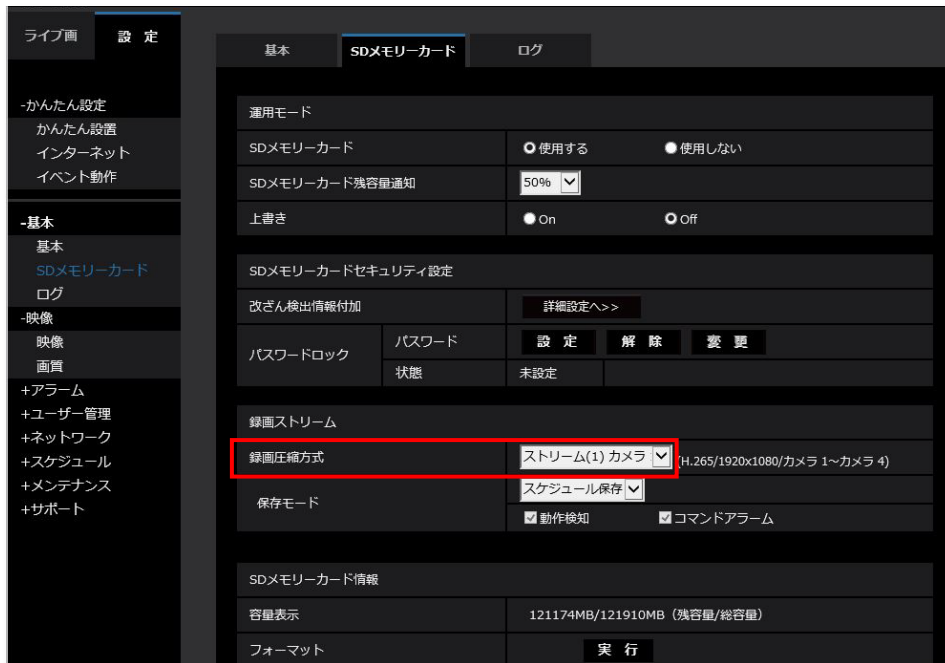 ライブ画 設 定
基本 SDメモリーカード ログ
-かんたん設定
かんたん設置
インターネット
イベント動作
-基本
基本
SDメモリーカード
ログ
-映像
映像
画質
+アラーム
+ユーザー管理
+ネットワーク
+スケジュール
+メンテナンス
+サポート
運用モード
SDメモリーカード 使用する 使用しない
SDメモリーカード残容量通知 50%
上書き On Off
SDメモリーカードセキュリティ設定
改ざん検出情報付加 詳細設定へ>>
パスワードロック パスワード 設 定 解 除 変 更
状態 未設定
録画ストリーム
録画圧縮方式 ストリーム(1) カメラ (H.265/1920x1080/カメラ 1～カメラ 4)
保存モード スケジュール保存
動作検知 コマンドアラーム
SDメモリーカード情報
容量表示 121174MB/121910MB（残容量/総容量）
フォーマット 実 行